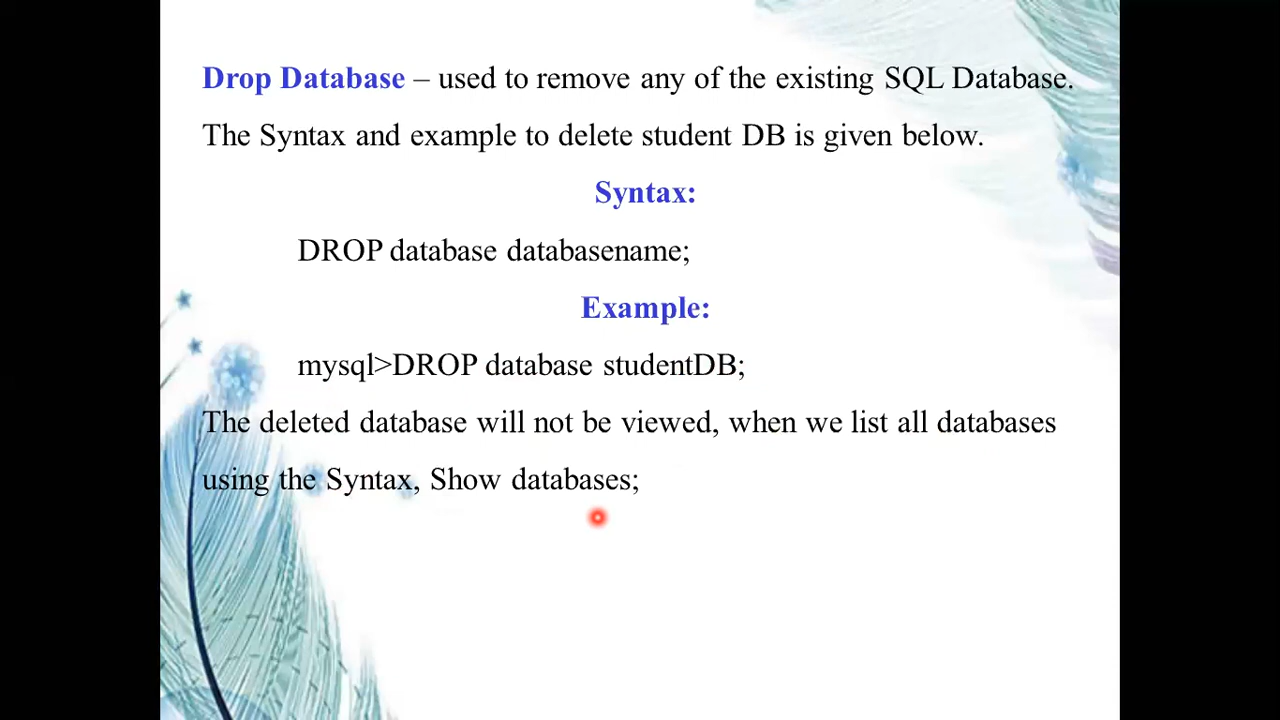 Drop Database – used to remove any of the existing SQL Database.
The Syntax and example to delete student DB is given below.
Syntax:
DROP database databasename;
Example:
mysql>DROP database studentDB;
The deleted database will not be viewed, when we list all databases
using the Syntax, Show databases;